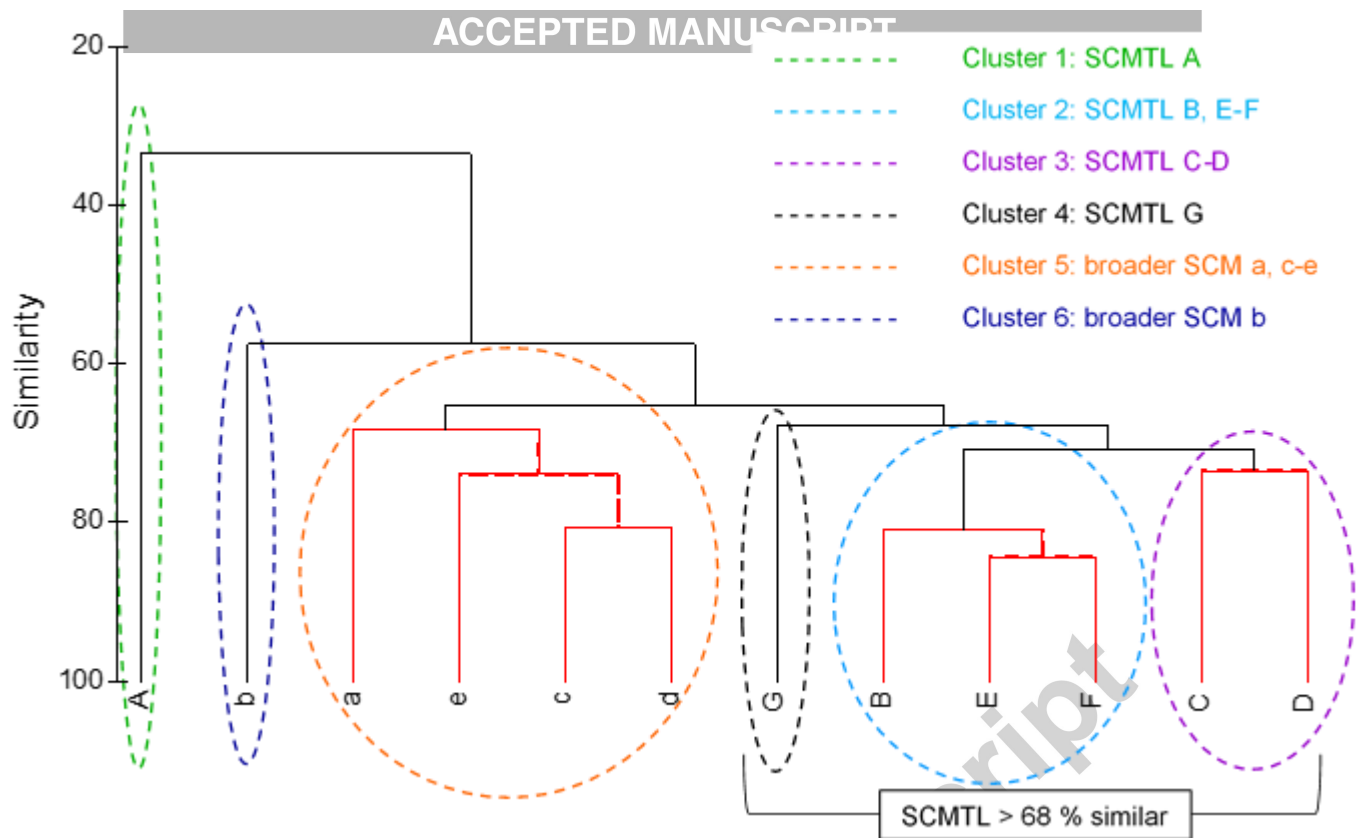 ACCEPTED MANUSCRIPT
20
40
60
80
100
Similarity
Cluster 1: SCMTL A
Cluster 2: SCMTL B, E-F
Cluster 3: SCMTL C-D
Cluster 4: SCMTL G
Cluster 5: broader SCM a, c-e
Cluster 6: broader SCM b
A b a e c d G B E F C D
SCMTL > 68 % similar